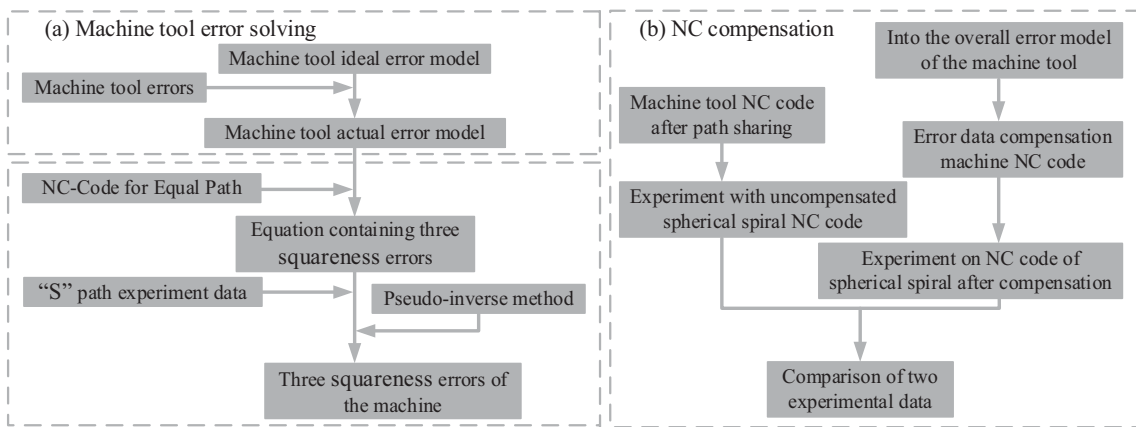 (a) Machine tool error solving
Machine tool ideal error model
Machine tool errors
Machine tool actual error model
NC-Code for Equal Path
Equation containing three
squareness errors
“S” path experiment data
Pseudo-inverse method
Three squareness errors of
the machine
(b) NC compensation
Into the overall error model
of the machine tool
Machine tool NC code
after path sharing
Error data compensation
machine NC code
Experiment with uncompensated
spherical spiral NC code
Experiment on NC code of
spherical spiral after compensation
Comparison of two
experimental data